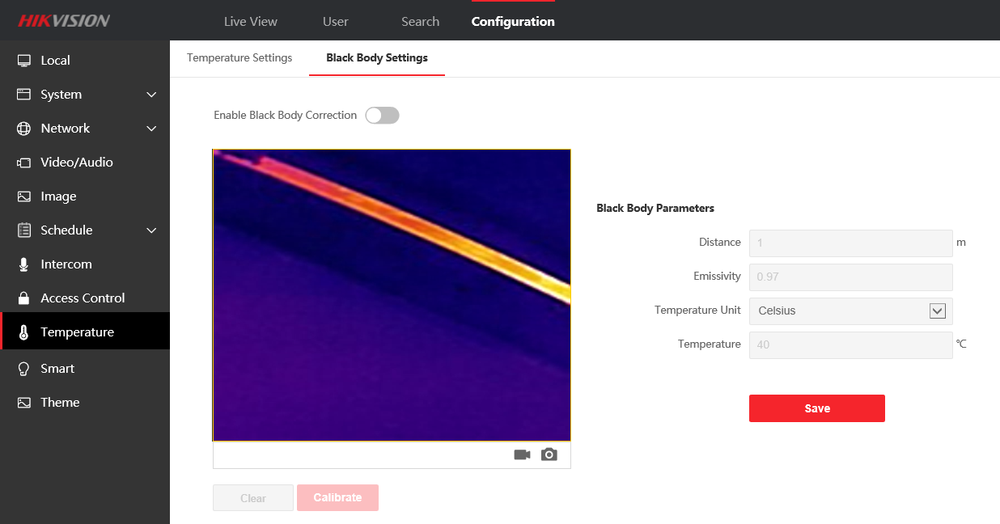 HIKVISION
Live View
User
Search
Configuration
Local
System
Network
Video/Audio
Image
Schedule
Intercom
Access Control
Temperature
Smart
Theme
Temperature Settings
Black Body Settings
Enable Black Body Correction
Black Body Parameters
Distance 1 m
Emissivity 0.97
Temperature Unit Celsius
Temperature 40 ℃
Save
Clear
Calibrate